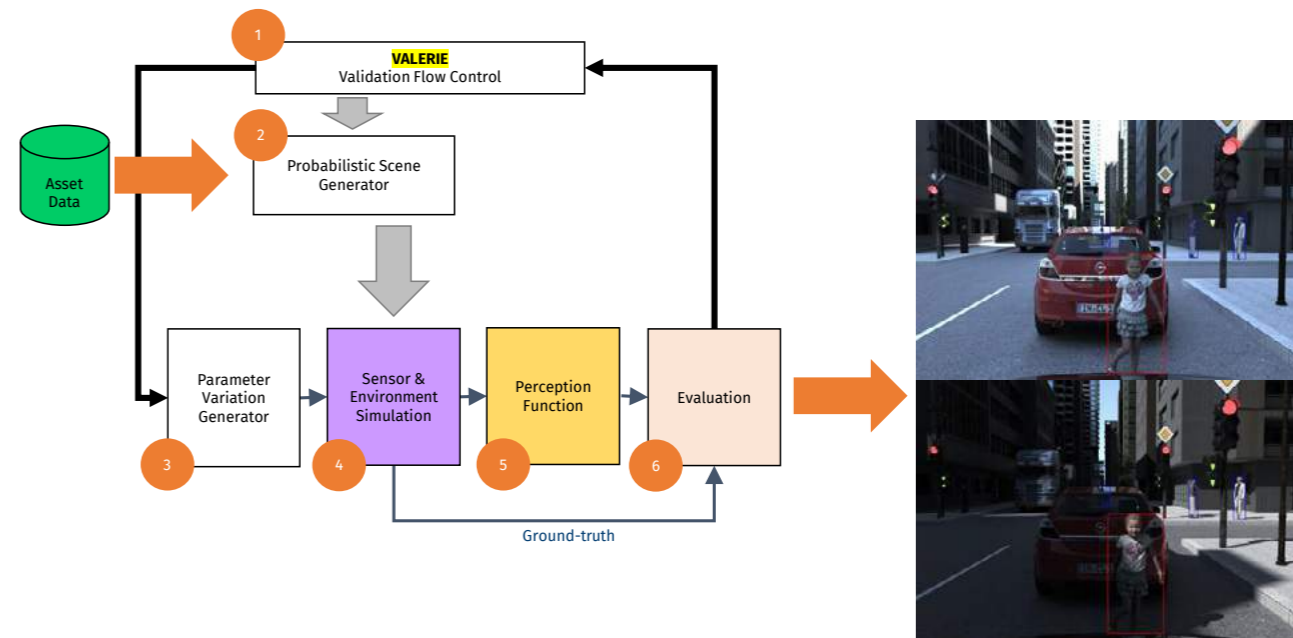 1
VALERIE
Validation Flow Control
2
Probabilistic Scene
Generator
Asset
Data
Parameter
Variation
Generator
3
Sensor &
Environment
Simulation
4
Perception
Function
5
Evaluation
6
Ground-truth